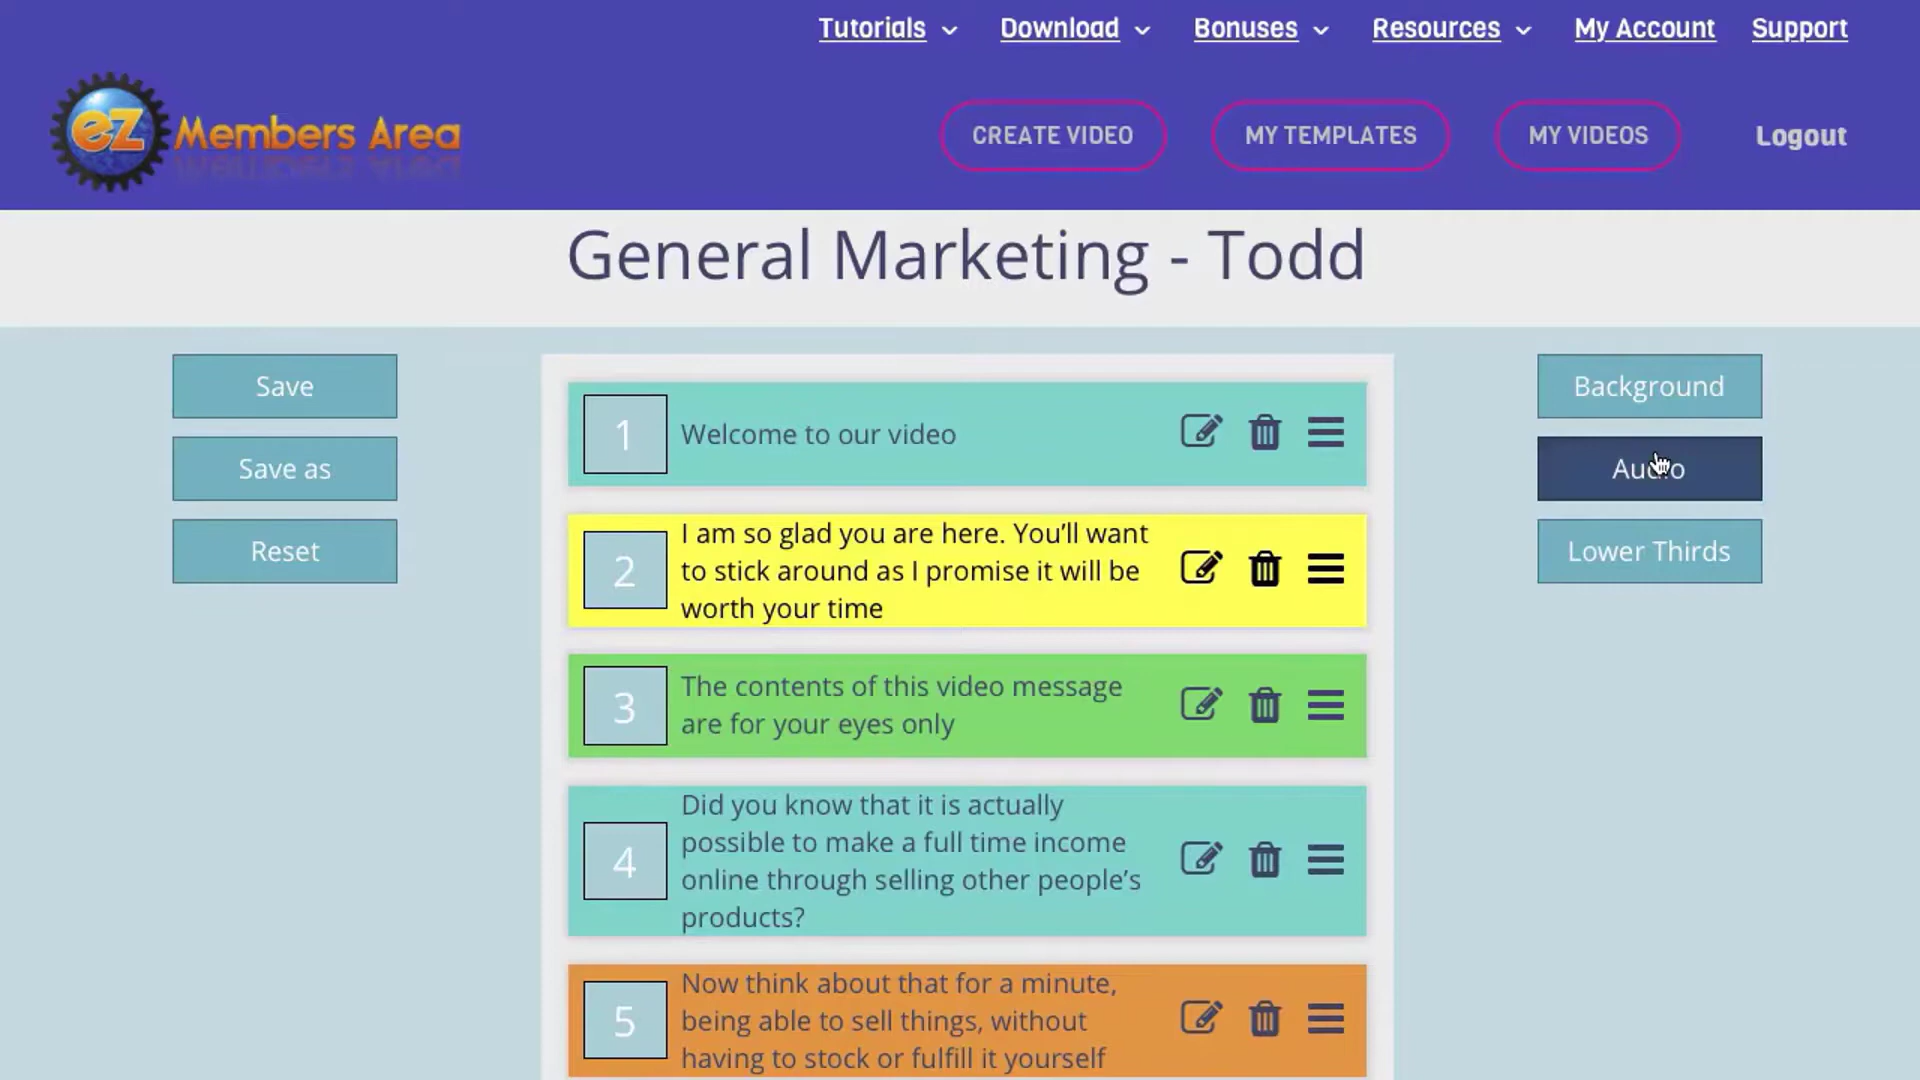 Tutorials
Download
Bonuses
Resources
My Account
Support
eZ Members Area
CREATE VIDEO
MY TEMPLATES
MY VIDEOS
Logout
General Marketing - Todd
Save
Save as
Reset
1
Welcome to our video
2
I am so glad you are here. You’ll want
to stick around as I promise it will be
worth your time
3
The contents of this video message
are for your eyes only
4
Did you know that it is actually
possible to make a full time income
online through selling other people’s
products?
5
Now think about that for a minute,
being able to sell things, without
having to stock or fulfill it yourself
Background
Audio
Lower Thirds